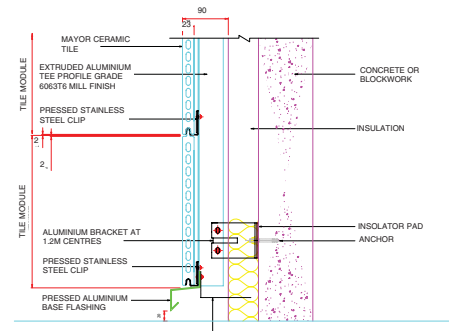 90
23
MAYOR CERAMIC
TILE
EXTRUDED ALUMINIUM
TEE PROFILE GRADE
6063T6 MILL FINISH
CONCRETE OR
BLOCKWORK
TILE MODULE
PRESSED STAINLESS
STEEL CLIP
INSULATION
2
2
TILE MODULE
ALUMINIUM BRACKET AT
1.2M CENTRES
INSOLATOR PAD
ANCHOR
PRESSED STAINLESS
STEEL CLIP
PRESSED ALUMINIUM
BASE FLASHING